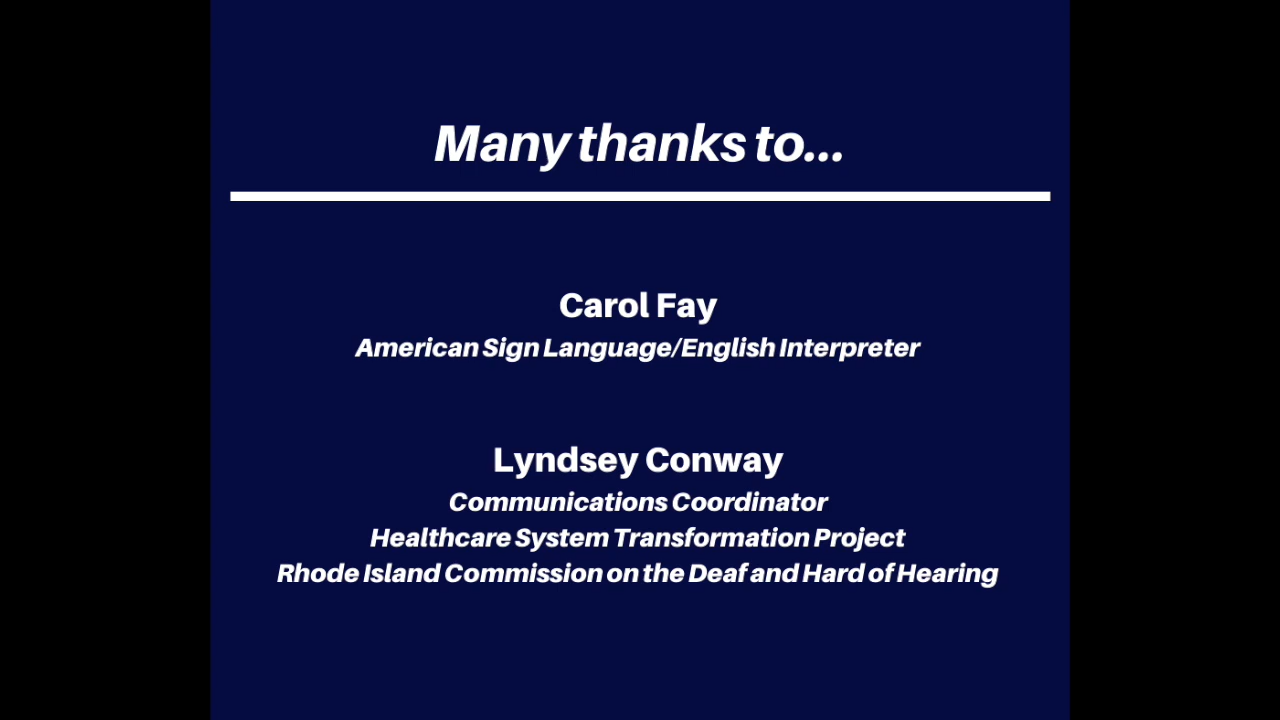 Many thanks to...
Carol Fay
American Sign Language/English Interpreter
Lyndsey Conway
Communications Coordinator
Healthcare System Transformation Project
Rhode Island Commission on the Deaf and Hard of Hearing